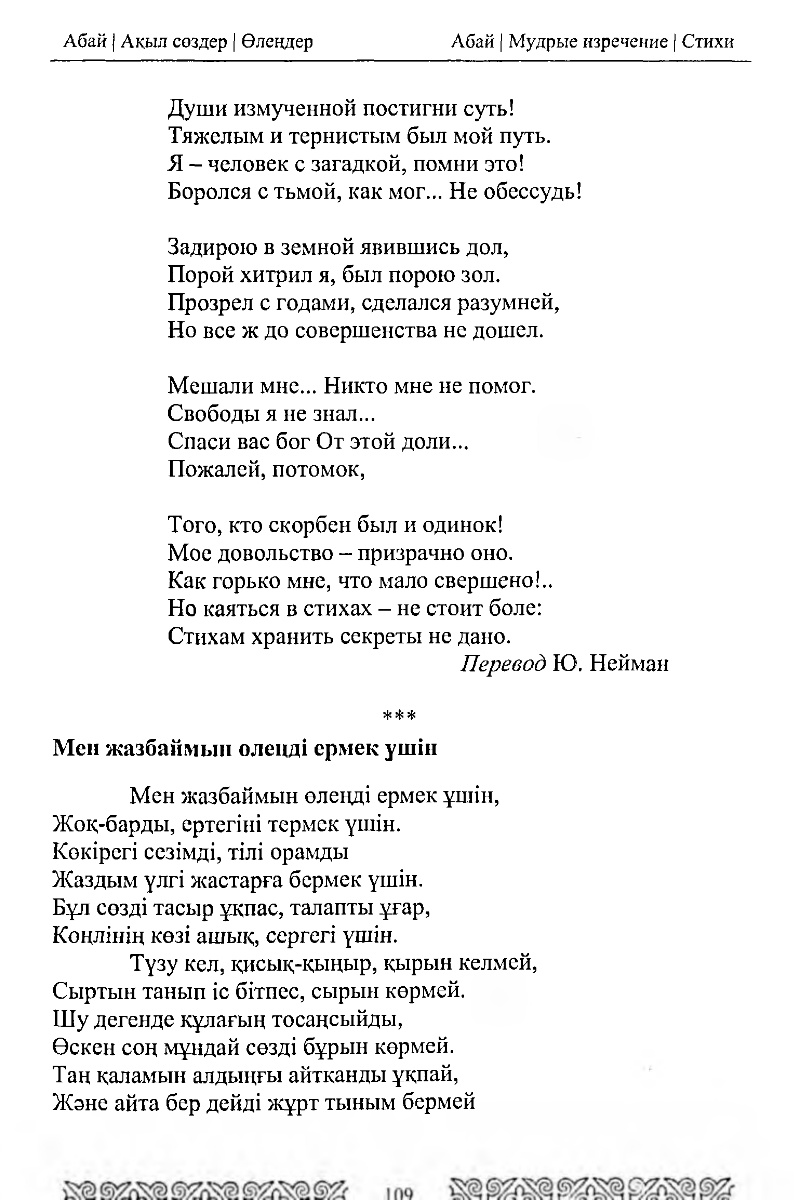 Абай | Ақыл сөздер | Өлеңдер Абай | Мудрые изречение | Стихи
Души измученной постигни суть!
Тяжелым и тернистым был мой путь.
Я – человек с загадкой, помни это!
Боролся с тьмой, как мог... Не обессудь!
Задирою в земной явившись дол,
Порой хитрил я, был порою зол.
Прозрел с годами, сделался разумней,
Но все ж до совершенства не дошел.
Мешали мне... Никто мне не помог.
Свободы я не знал...
Спаси вас бог От этой доли...
Пожалей, потомок,
Того, кто скорбен был и одинок!
Мое довольство – призрачно оно.
Как горько мне, что мало свершено!..
Но каяться в стихах – не стоит боле:
Стихам хранить секреты не дано.
Перевод Ю. Нейман
***
Мен жазбаймын өлеңді ермек үшін
Мен жазбаймын өлеңді ермек үшін,
Жоқ-барды, ертегіні термек үшін.
Көкірегі сезімді, тілі орамды
Жаздым үлгі жастарға бермек үшін.
Бұл сөзді тасыр ұқпас, талапты ұғар,
Көңлінің көзі ашық, сергегі үшін.
Түзу кел, қисық-қыңыр, қырын келмей,
Сыртын танып іс бітпес, сырын көрмей.
Шу дегенде құлағың тосаңсыйды,
Өскен соң мұндай сөзді бұрын көрмей.
Таң қаламын алдыңғы айтканды ұқпай,
Және айта бер дейді жұрт тыным бермей
109